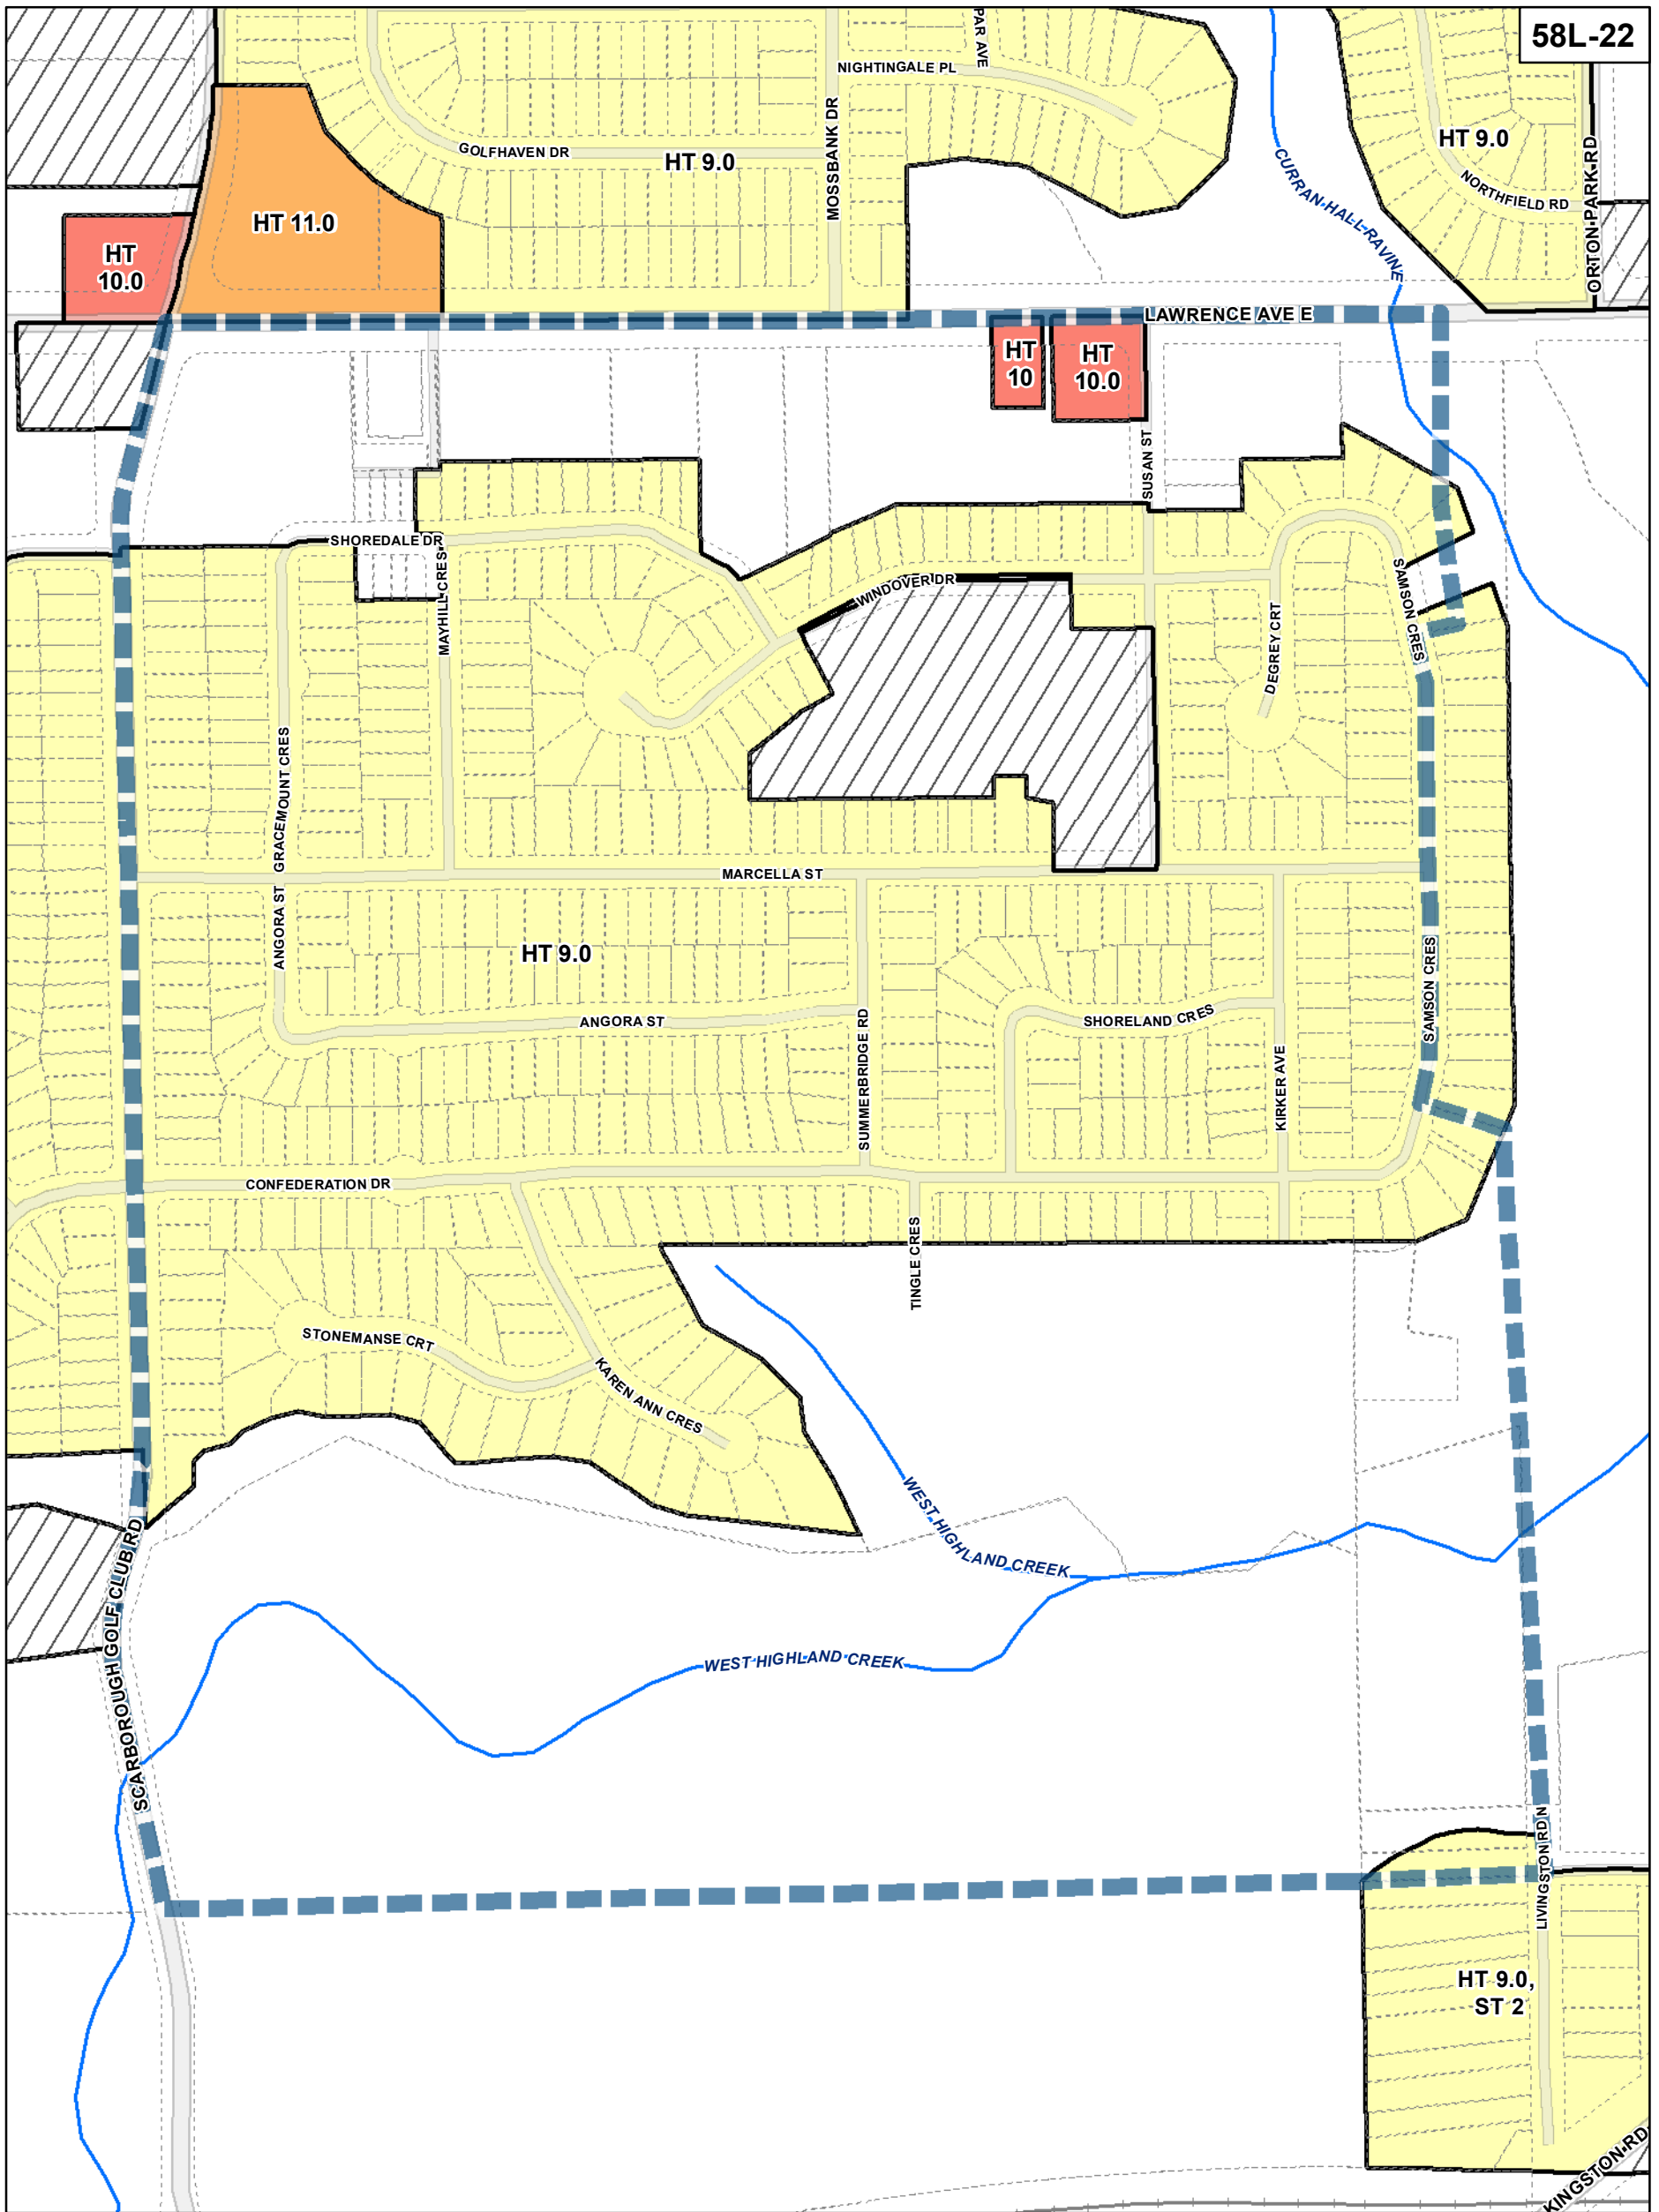 58L-22
PAR AVE
NIGHTINGALE PL
GOLFHAVEN DR
HT 9.0
MOSSBANK DR
CURRAN HALL RAVINE
HT 9.0
NORTHFIELD RD
ORTON PARK RD
HT 11.0
HT
10.0
LAWRENCE AVE E
HT
10
HT
10.0
SUSAN ST
SHOREDALE DR
MAYHILL CRES
WINDOVER DR
DEGREY CRT
SAMSON CRES
GRACEMOUNT CRES
MARCELLA ST
ANGORA ST
HT 9.0
SAMSON CRES
ANGORA ST
SHORELAND CRES
SUMMERBRIDGE RD
KIRKER AVE
CONFEDERATION DR
TINGLE CRES
STONEMANSE CRT
KAREN ANN CRES
WEST HIGHLAND CREEK
SCARBOROUGH GOLF CLUB RD
WEST HIGHLAND CREEK
LIVINGSTON RD N
HT 9.0,
ST 2
KINGSTON RD